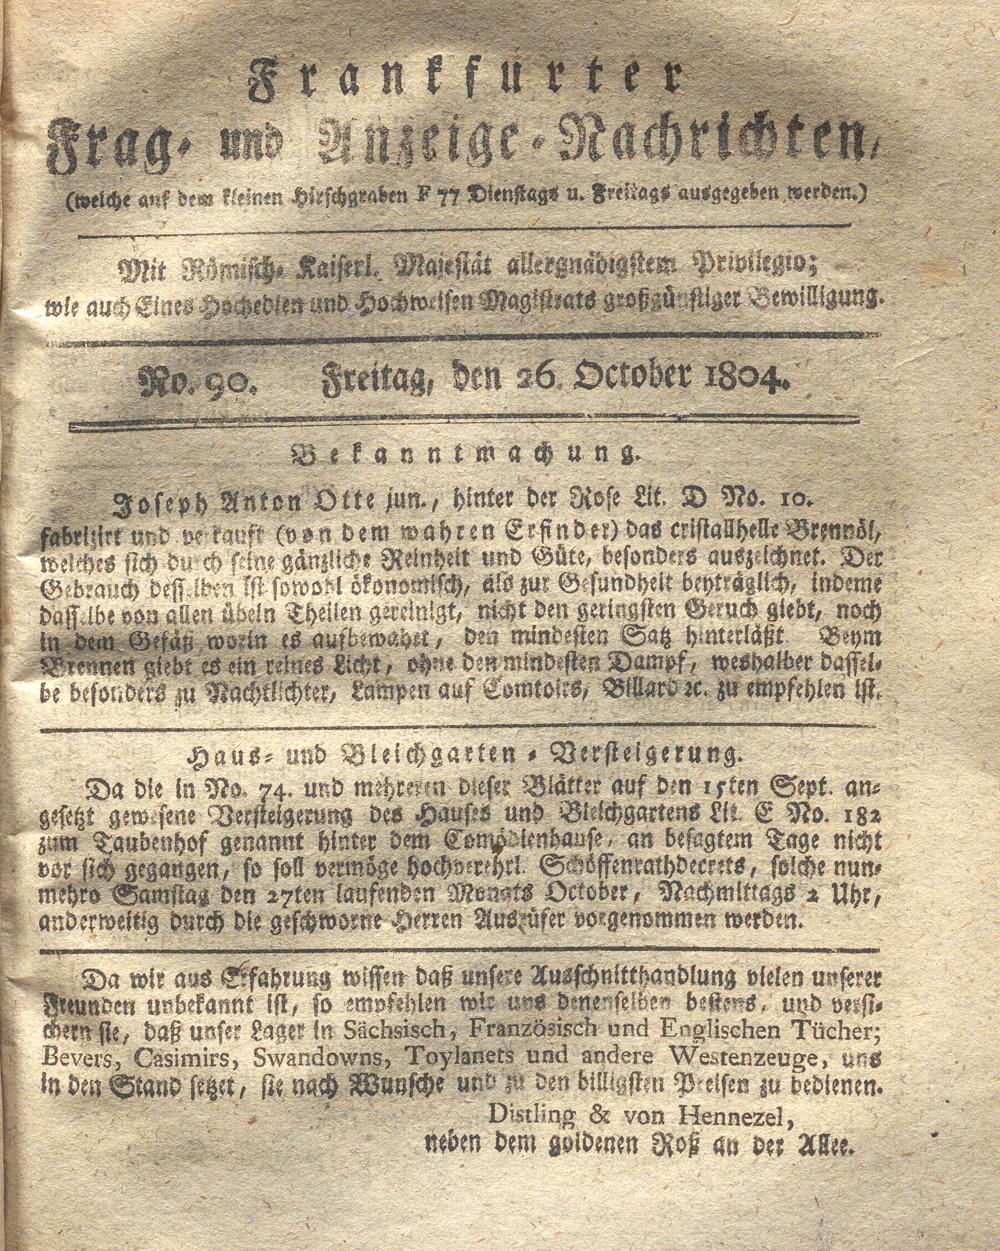 Frankfurter
Frag- und Anzeige-Nachrichten,
(welche auf dem kleinen Hirschgraben F 77 Dienstags u. Freitags ausgegeben werden.)
Mit Römisch- Kaiserl. Majestät allergnädigstem Privilegio;
wie auch Eines Hochedlen und Hochweisen Magistrats großgünstiger Bewilligung.
No. 90. Freitag, den 26. October 1804.
Bekanntmachung.
Joseph Anton Otte jun., hinter der Rose Lit. D No. 10.
fabrizirt und verkauft (von dem wahren Erfinder) das cristallhelle Brennöl,
welches sich durch seine gänzliche Reinheit und Güte, besonders auszeichnet. Der
Gebrauch desselben ist sowohl ökonomisch, als zur Gesundheit beyträglich, indeme
dasselbe von allen übeln Theilen gereinigt, nicht den geringsten Geruch giebt, noch
in dem Gefäß worin es aufbewahrt, den mindesten Satz hinterläßt. Beym
Brennen giebt es ein reines Licht, ohne den mindesten Dampf, weshalber dassel-
be besonders zu Nachtlichter, Lampen auf Comtoirs, Billard ꝛc. zu empfehlen ist.
Haus- und Bleichgarten-Versteigerung.
Da die in No. 74. und mehreren dieser Blätter auf den 15ten Sept. an-
gesetzt gewesene Versteigerung des Hauses und Bleichgartens Lit. E No. 182
zum Taubenhof genannt hinter dem Comödienhause, an besagtem Tage nicht
vor sich gegangen, so soll vermöge hochverehrl. Schöffenrathdecrets, solche nun-
mehro Samstag den 27ten laufenden Monats October, Nachmittags 2 Uhr,
anderweitig durch die geschworne Herren Ausrüfer vorgenommen werden.
Da wir aus Erfahrung wissen daß unsere Ausschnitthandlung vielen unserer
Freunden unbekannt ist, so empfehlen wir uns denenselben bestens, und versi-
chern sie, daß unser Lager in Sächsisch, Französisch und Englischen Tücher;
Bevers, Casimirs, Swandowns, Toylanets und andere Westenzeuge, uns
in den Stand setzet, sie nach Wunsche und zu den billigsten Preisen zu bedienen.
Distling & von Hennezel,
neben dem goldenen Roß an der Allee.